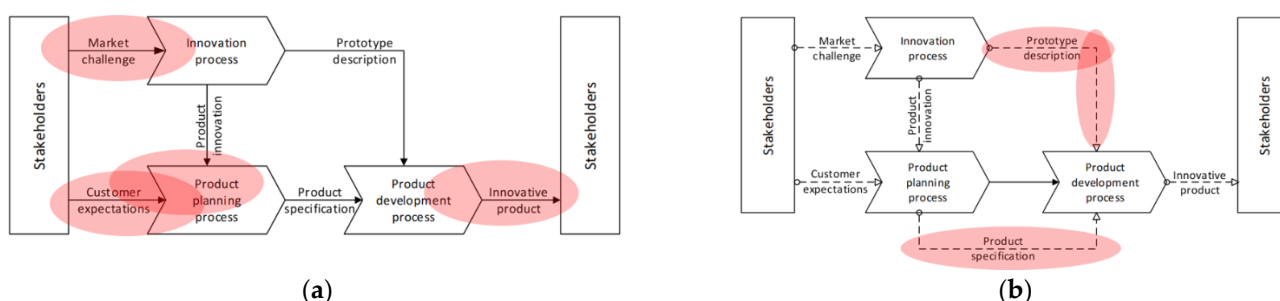 Stakeholders
Market
challenge
Innovation
process
Prototype
description
Product
innovation
Customer
expectations
Product
planning
process
Product
specification
Product
development
process
Innovative
product
Stakeholders
(a)
Stakeholders
Market
challenge
Innovation
process
Prototype
description
Product
innovation
Customer
expectations
Product
planning
process
Product
development
process
Innovative
product
Product
specification
Stakeholders
(b)